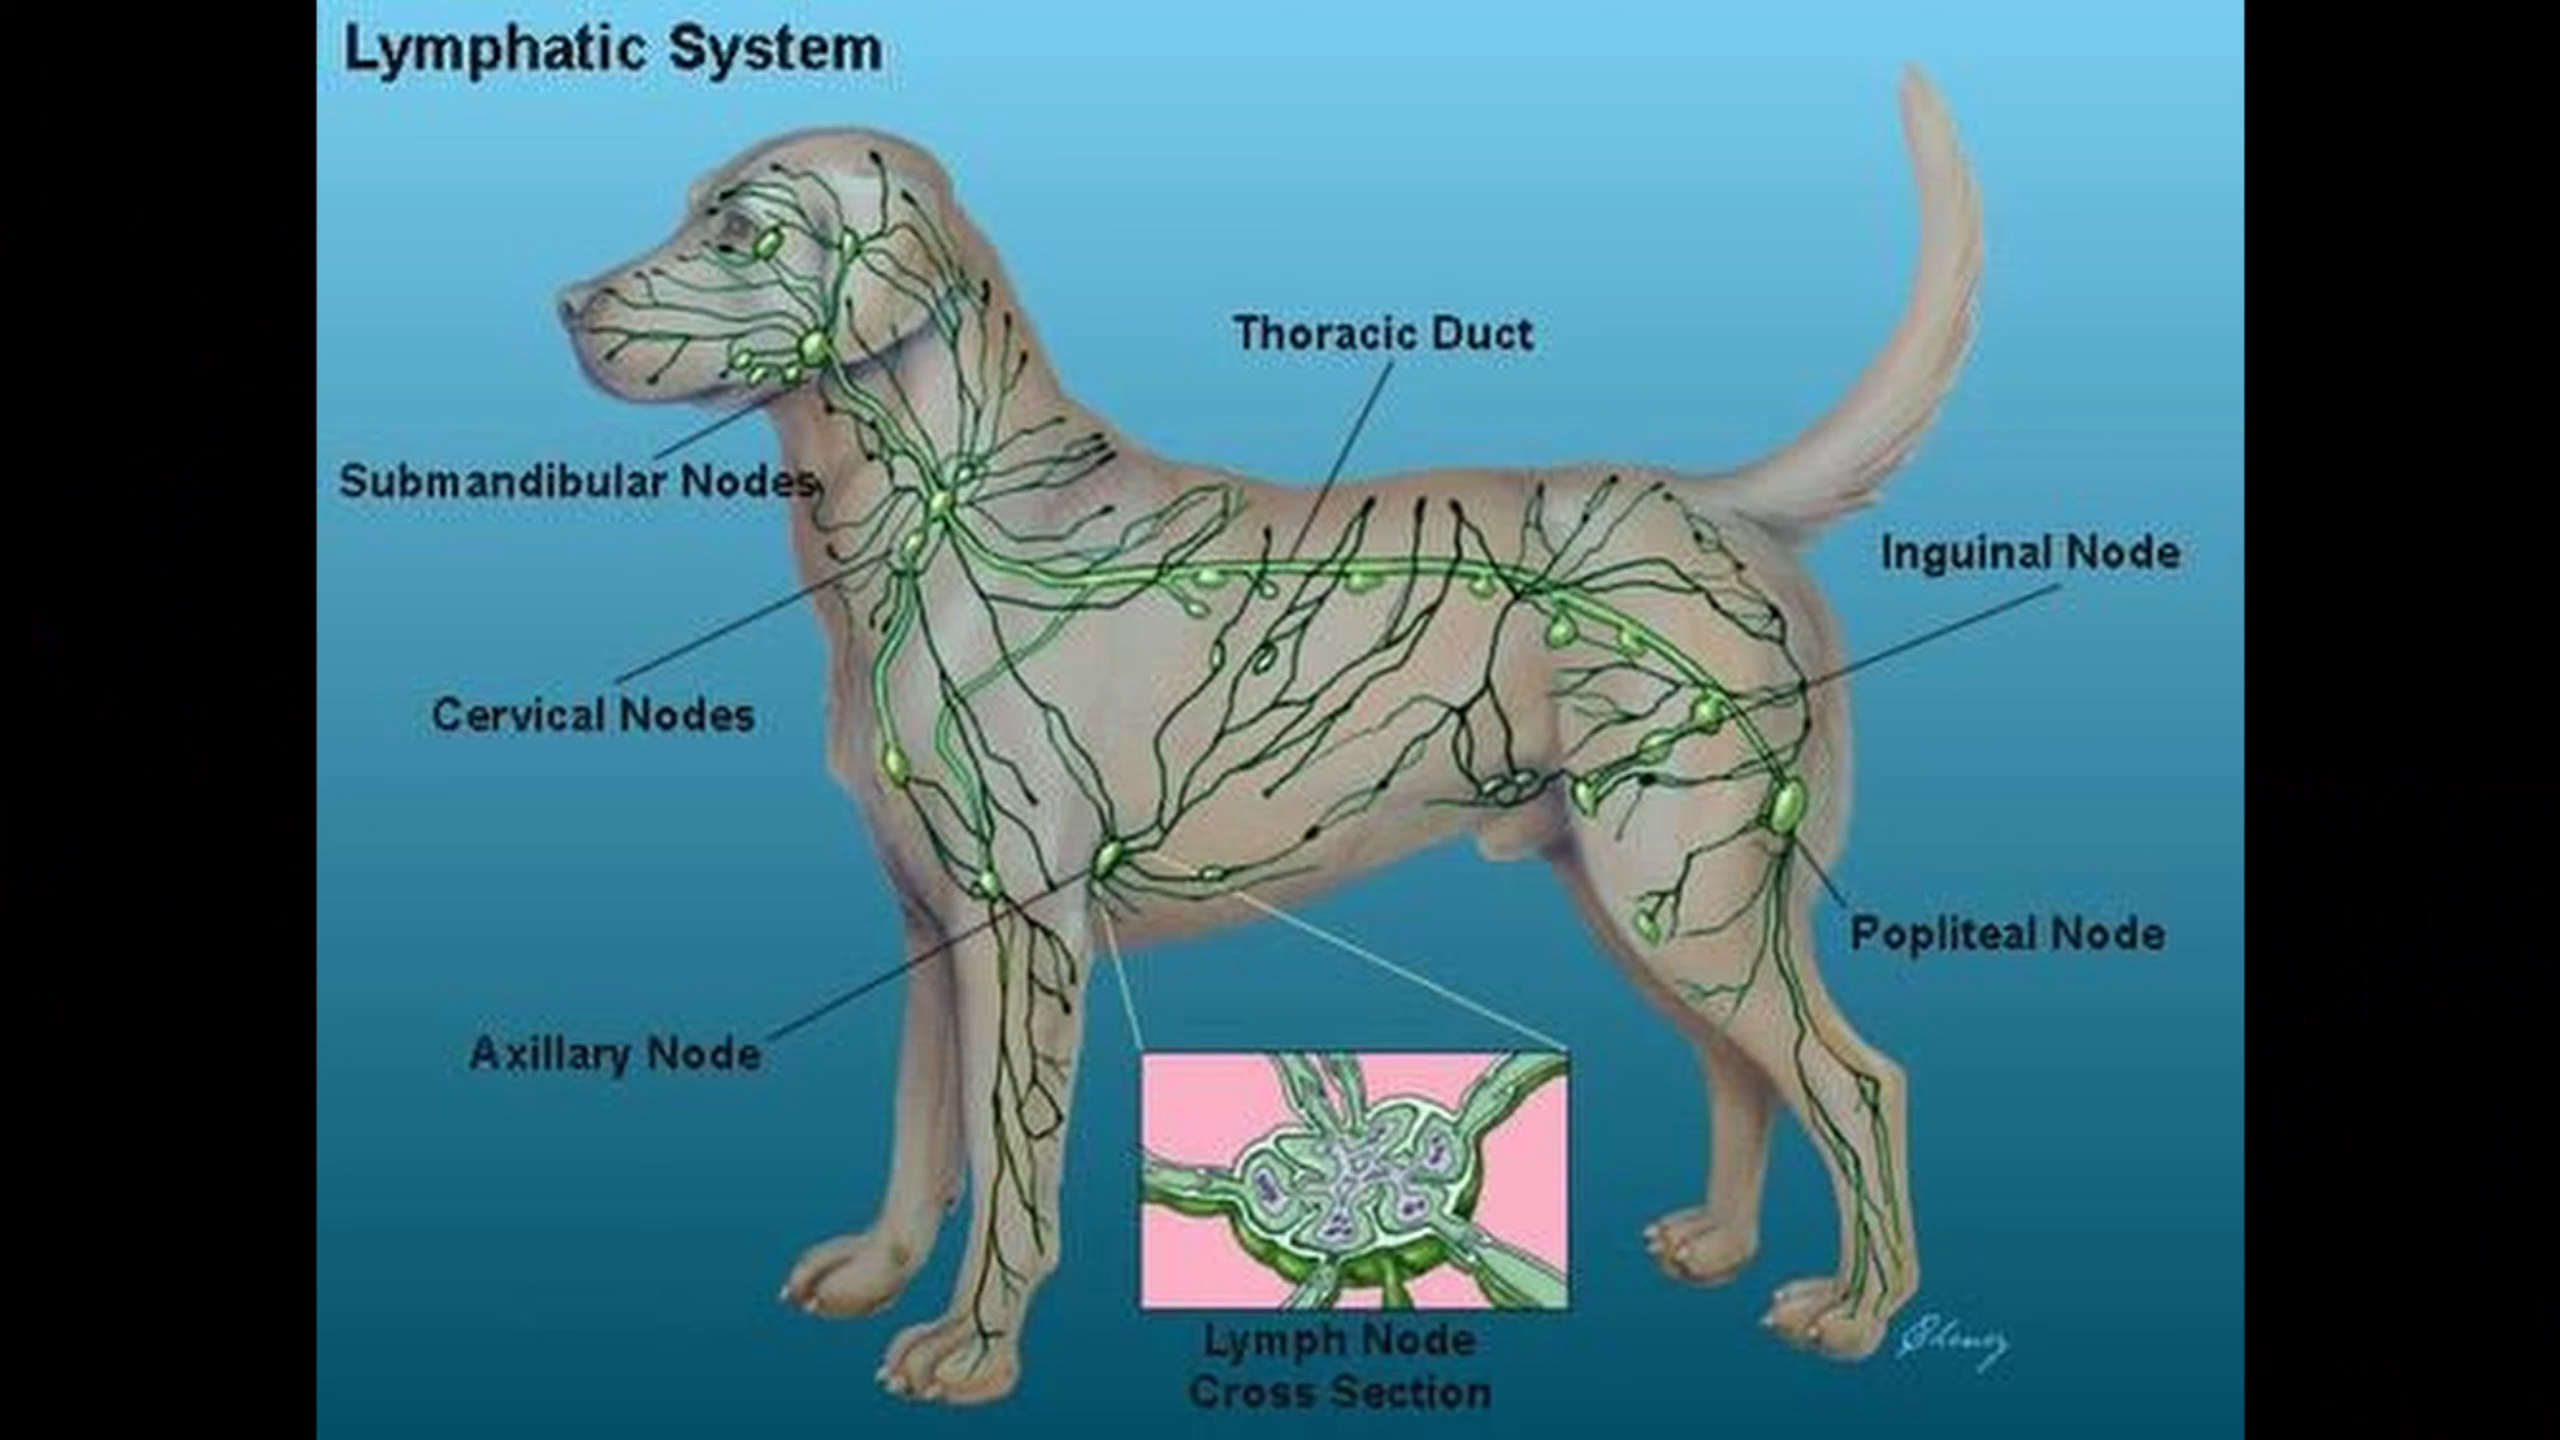 Lymphatic System
Thoracic Duct
Submandibular Nodes
Inguinal Node
Cervical Nodes
Popliteal Node
Axillary Node
Lymph Node
Cross Section